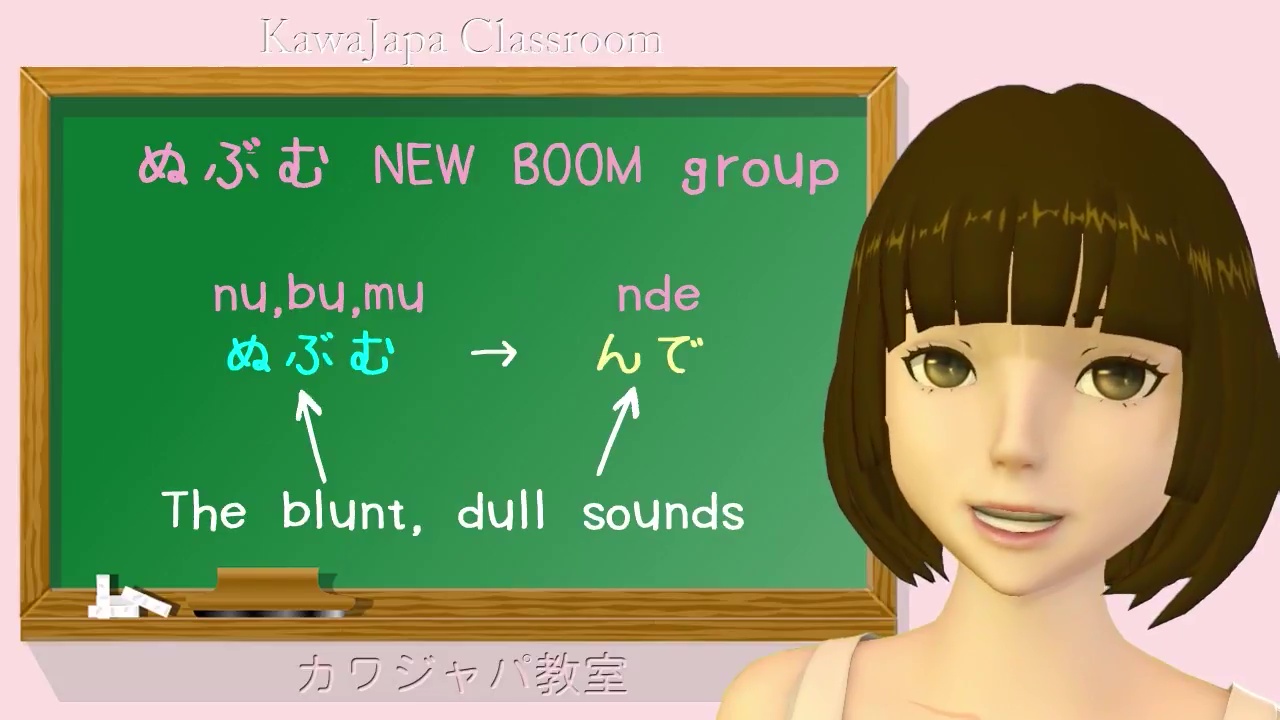 KawaJapa Classroom
ぬぶむ NEW BOOM group
nu,bu,mu nde
ぬぶむ → んで
The blunt, dull sounds
カワジャパ教室